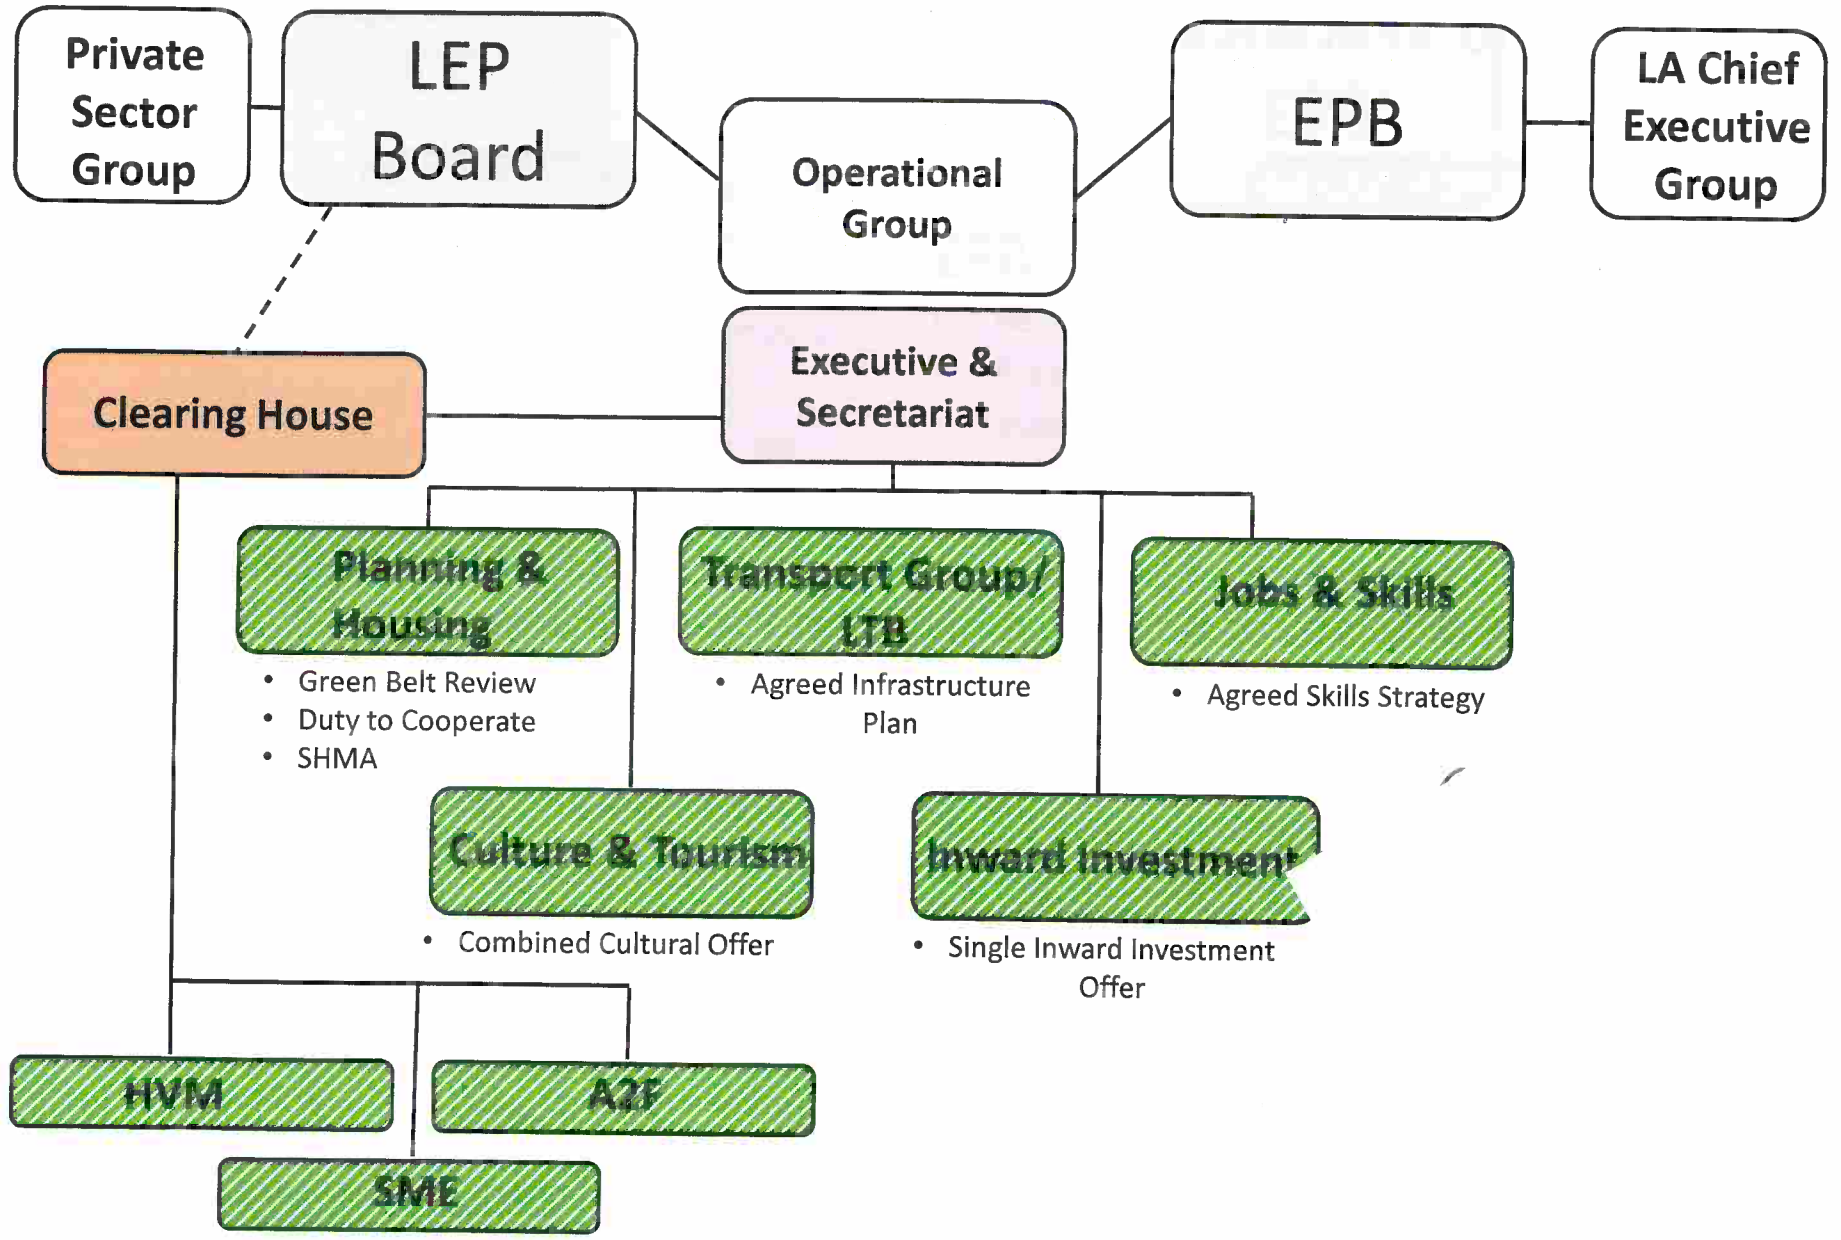 Private
Sector
Group
LEP
Board
Operational
Group
EPB
LA Chief
Executive
Group
Clearing House
Executive &
Secretariat
Planning &
Housing
• Green Belt Review
• Duty to Cooperate
• SHMA
Transport Group/
LTB
• Agreed Infrastructure
Plan
Jobs & Skills
• Agreed Skills Strategy
Culture & Tourism
• Combined Cultural Offer
Inward Investment
• Single Inward Investment
Offer
HVM
A2F
SME